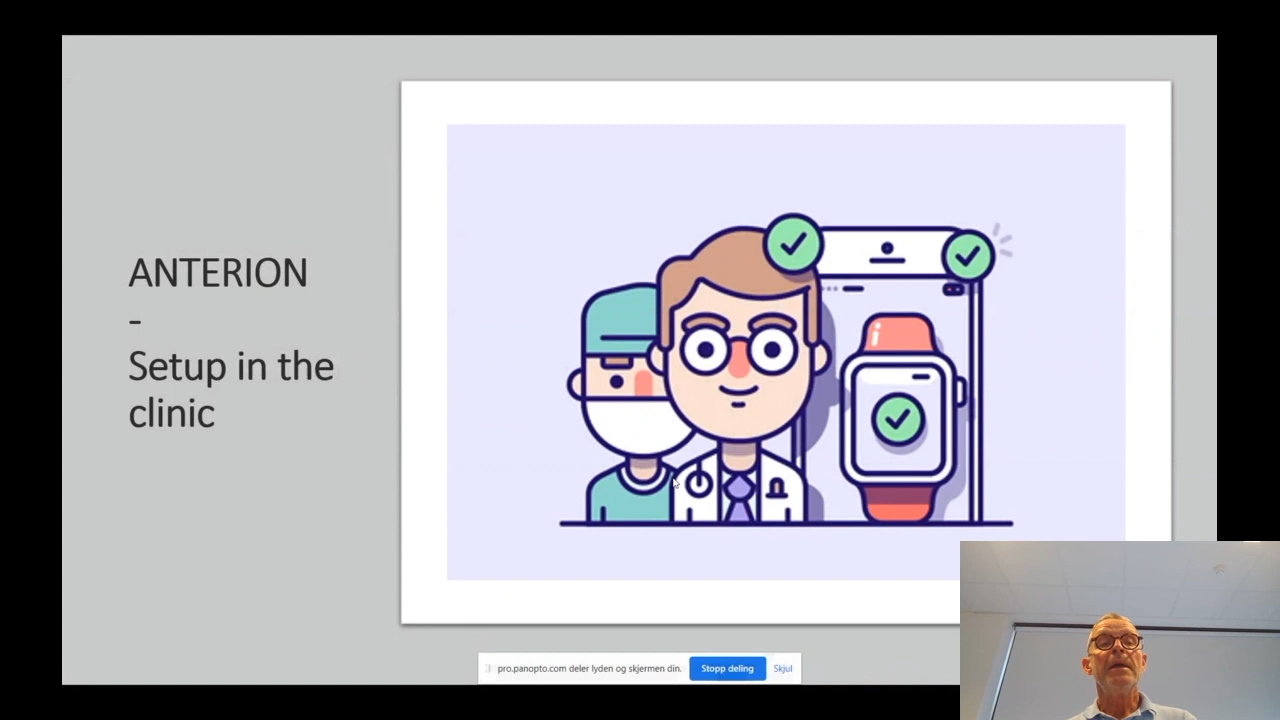 ANTERION
-
Setup in the
clinic
pro.panopto.com deler lyden og skjermen din. Stopp deling Skjul